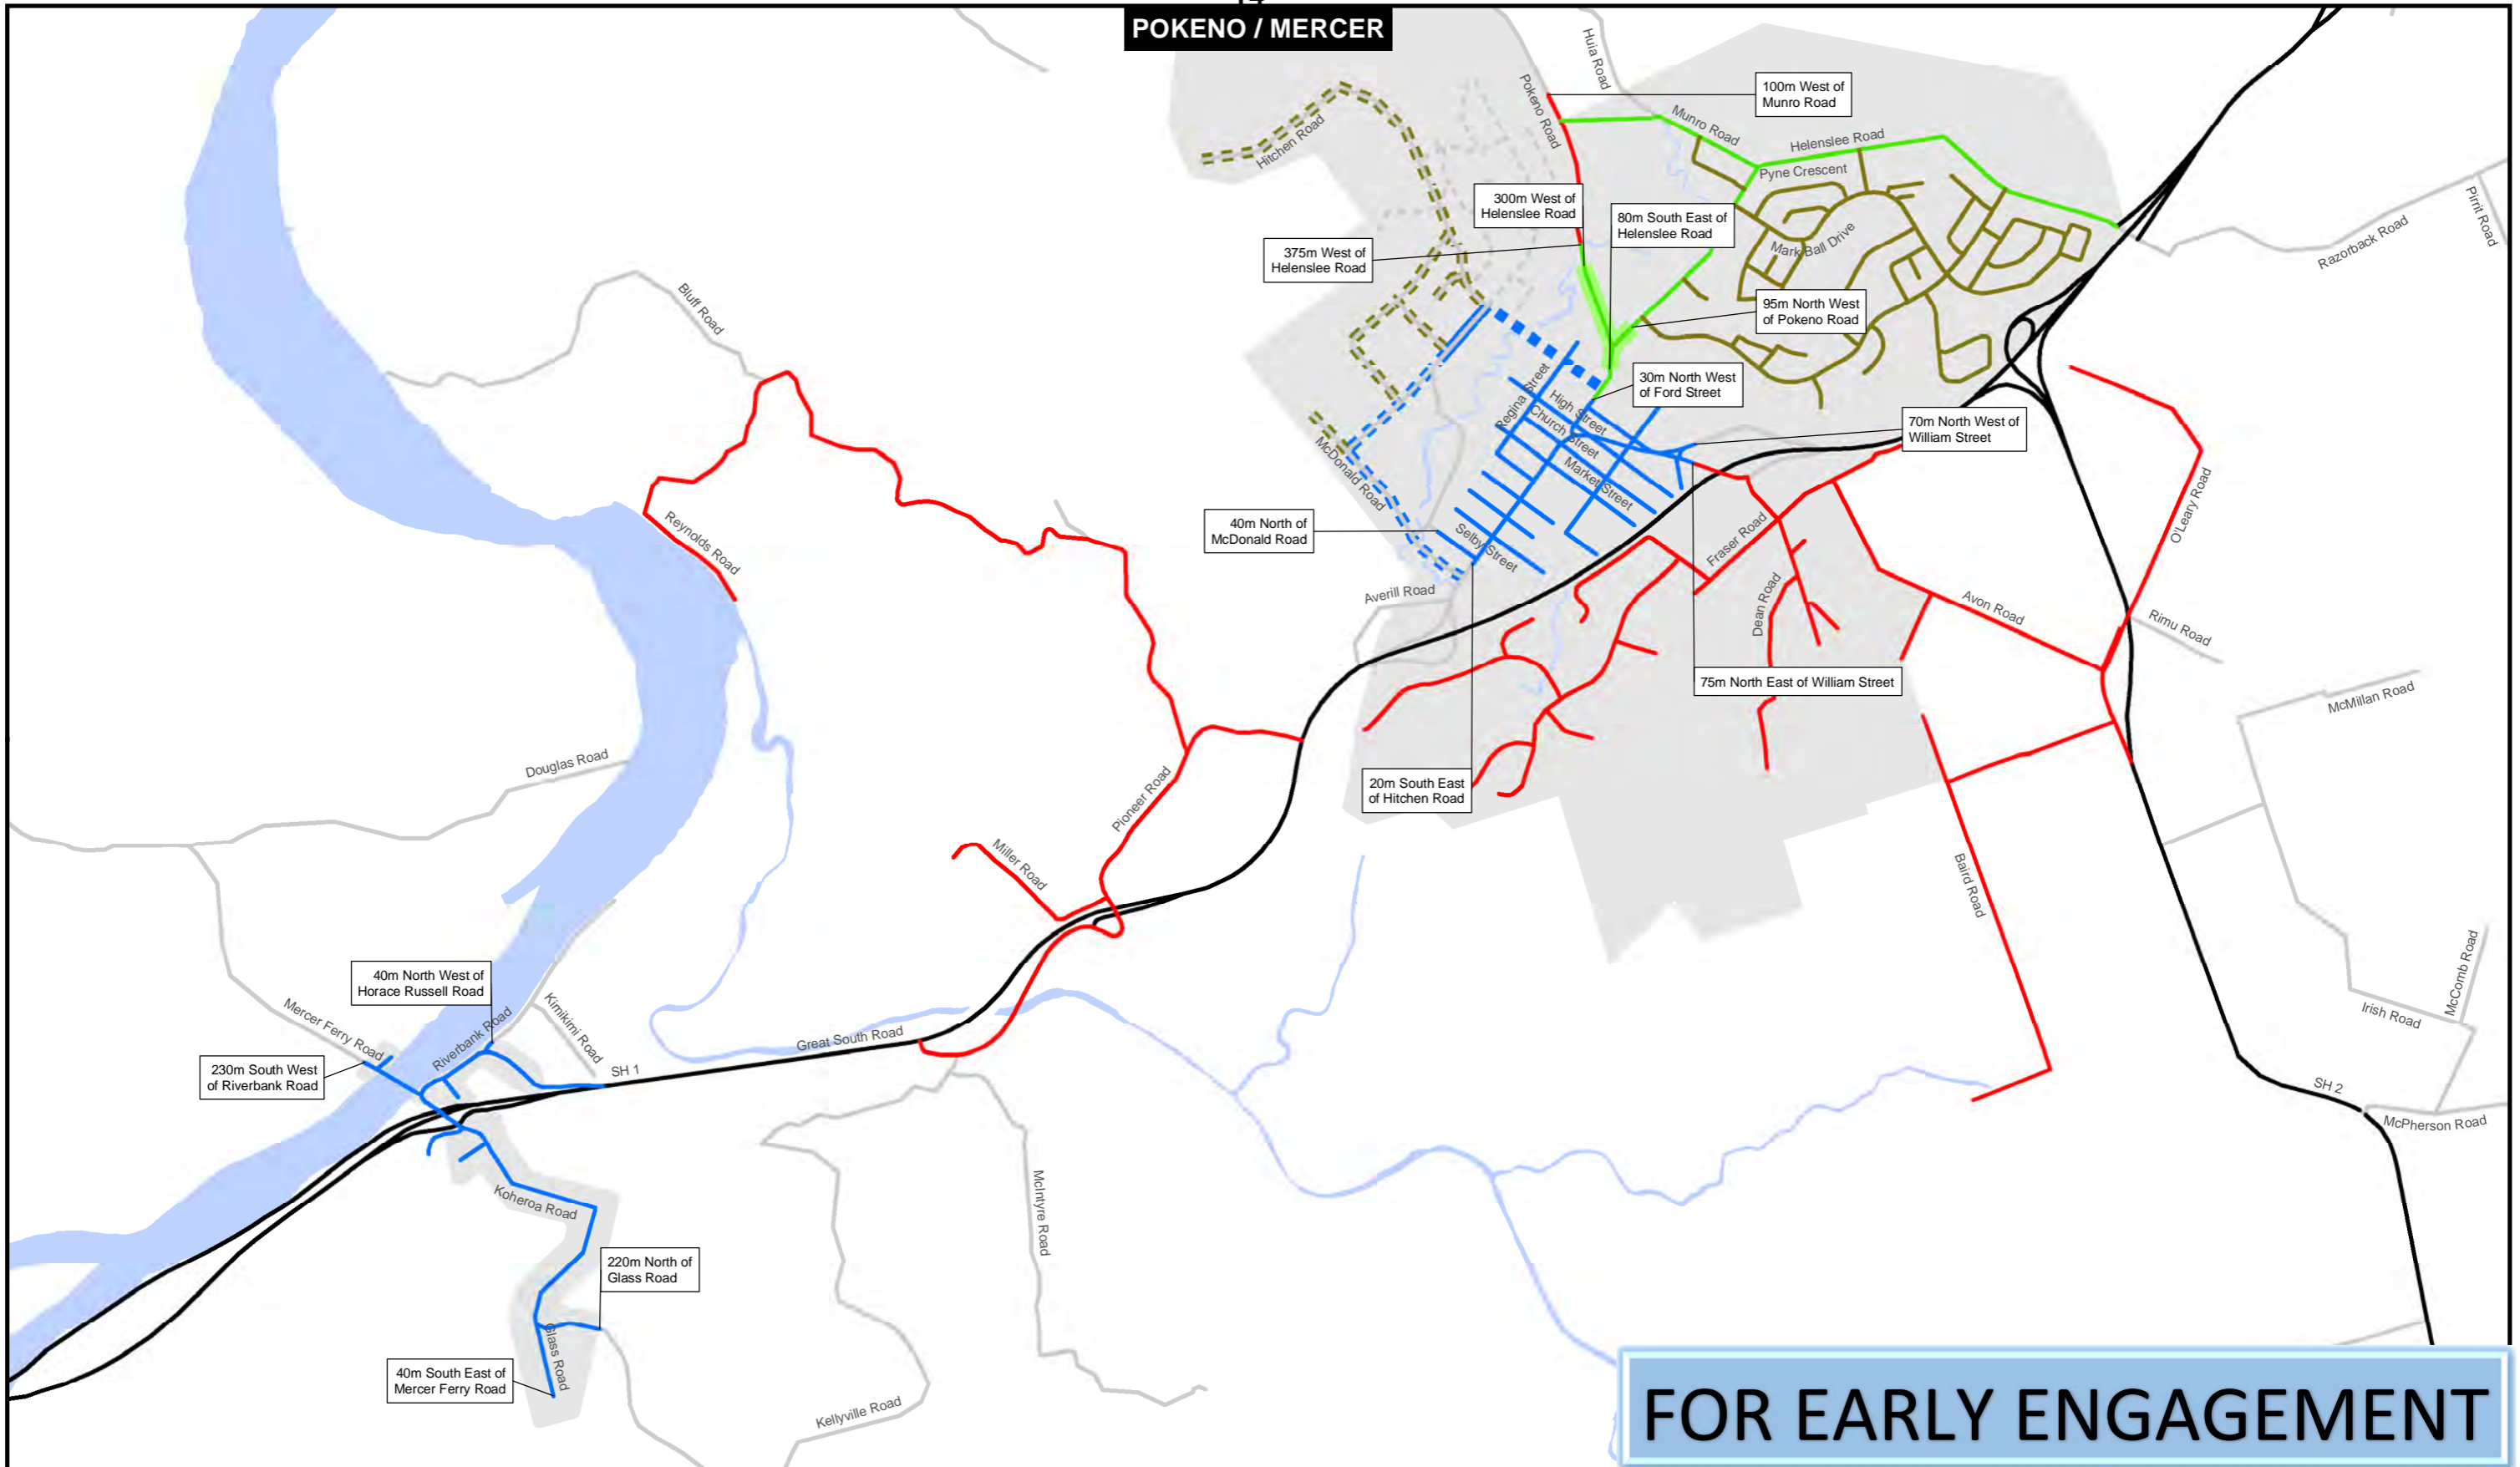 POKENO / MERCER
Huia Road
Pokeno Road
100m West of
Munro Road
Munro Road
Helenslee Road
Pyne Crescent
Hitchen Road
300m West of
Helenslee Road
80m South East of
Helenslee Road
375m West of
Helenslee Road
Mark Ball Drive
Pirrit Road
Razorback Road
95m North West
of Pokeno Road
Bluff Road
30m North West
of Ford Street
Regina Street
High Street
Church Street
Market Street
70m North West of
William Street
McDonald Road
40m North of
McDonald Road
Selby Street
Reynolds Road
Fraser Road
O'Leary Road
Averill Road
Dean Road
Avon Road
Rimu Road
75m North East of William Street
McMillan Road
Douglas Road
20m South East
of Hitchen Road
Pioneer Road
Miller Road
Baird Road
40m North West of
Horace Russell Road
McComb Road
Irish Road
Kimikimi Road
Mercer Ferry Road
Riverbank Road
Great South Road
230m South West
of Riverbank Road
SH 1
SH 2
McPherson Road
McIntyre Road
Koheroa Road
220m North of
Glass Road
Glass Road
40m South East of
Mercer Ferry Road
Kellyville Road
FOR EARLY ENGAGEMENT